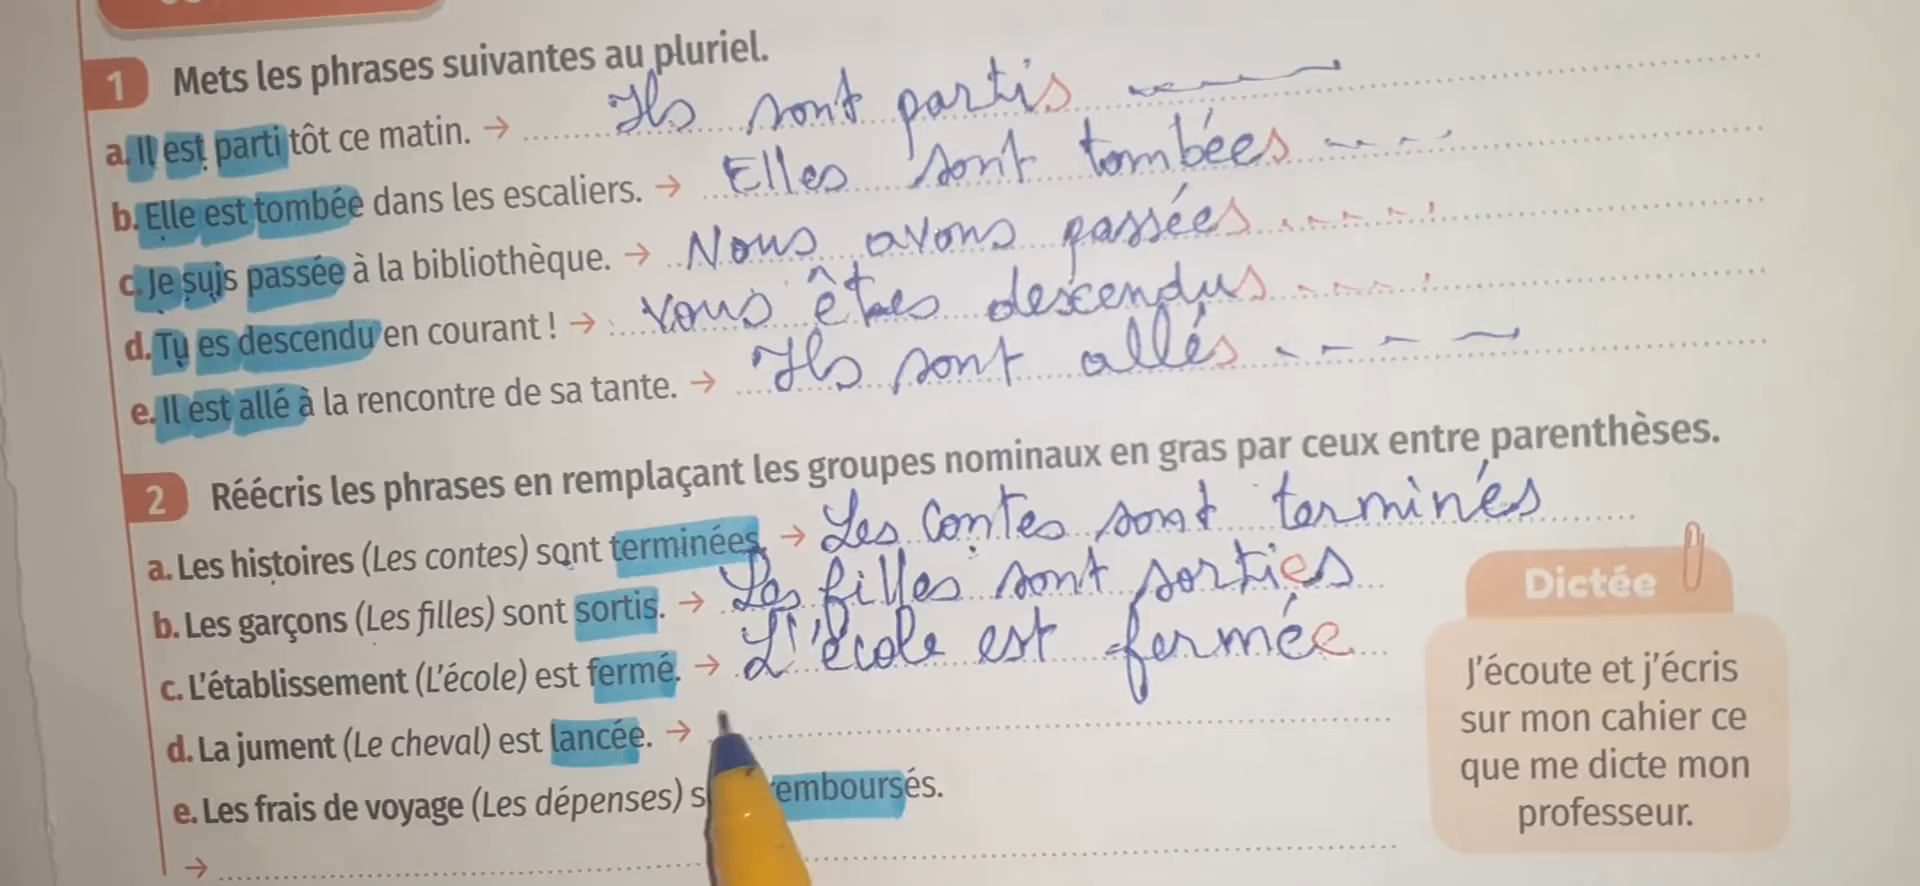 1 Mets les phrases suivantes au pluriel.
a. Il est parti tôt ce matin. → Ils sont partis
b. Elle est tombée dans les escaliers. → Elles sont tombées
c. Je suis passée à la bibliothèque. → Nous avons passées
d. Tu es descendu en courant ! → Vous êtes descendus
e. Il est allé à la rencontre de sa tante. → Ils sont allés
2 Réécris les phrases en remplaçant les groupes nominaux en gras par ceux entre parenthèses.
a. Les histoires (Les contes) sont terminées. → Les contes sont terminés
b. Les garçons (Les filles) sont sortis. → Les filles sont sorties
c. L'établissement (L'école) est fermé. → L'école est fermée
d. La jument (Le cheval) est lancée. →
e. Les frais de voyage (Les dépenses) emboursés.
→
Dictée
J'écoute et j'écris
sur mon cahier ce
que me dicte mon
professeur.